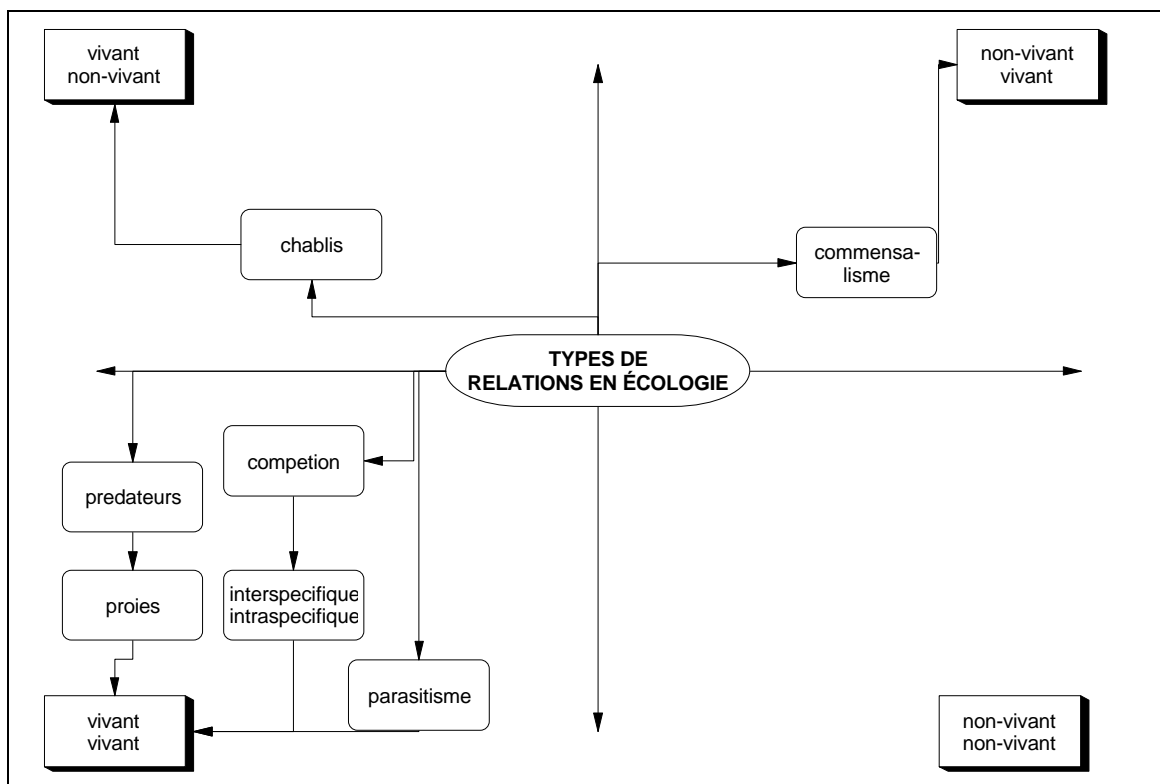 vivant
non-vivant
non-vivant
vivant
chablis
commensa-
lisme
TYPES DE
RELATIONS EN ÉCOLOGIE
competion
predateurs
interspecifique
intraspecifique
proies
parasitisme
vivant
vivant
non-vivant
non-vivant